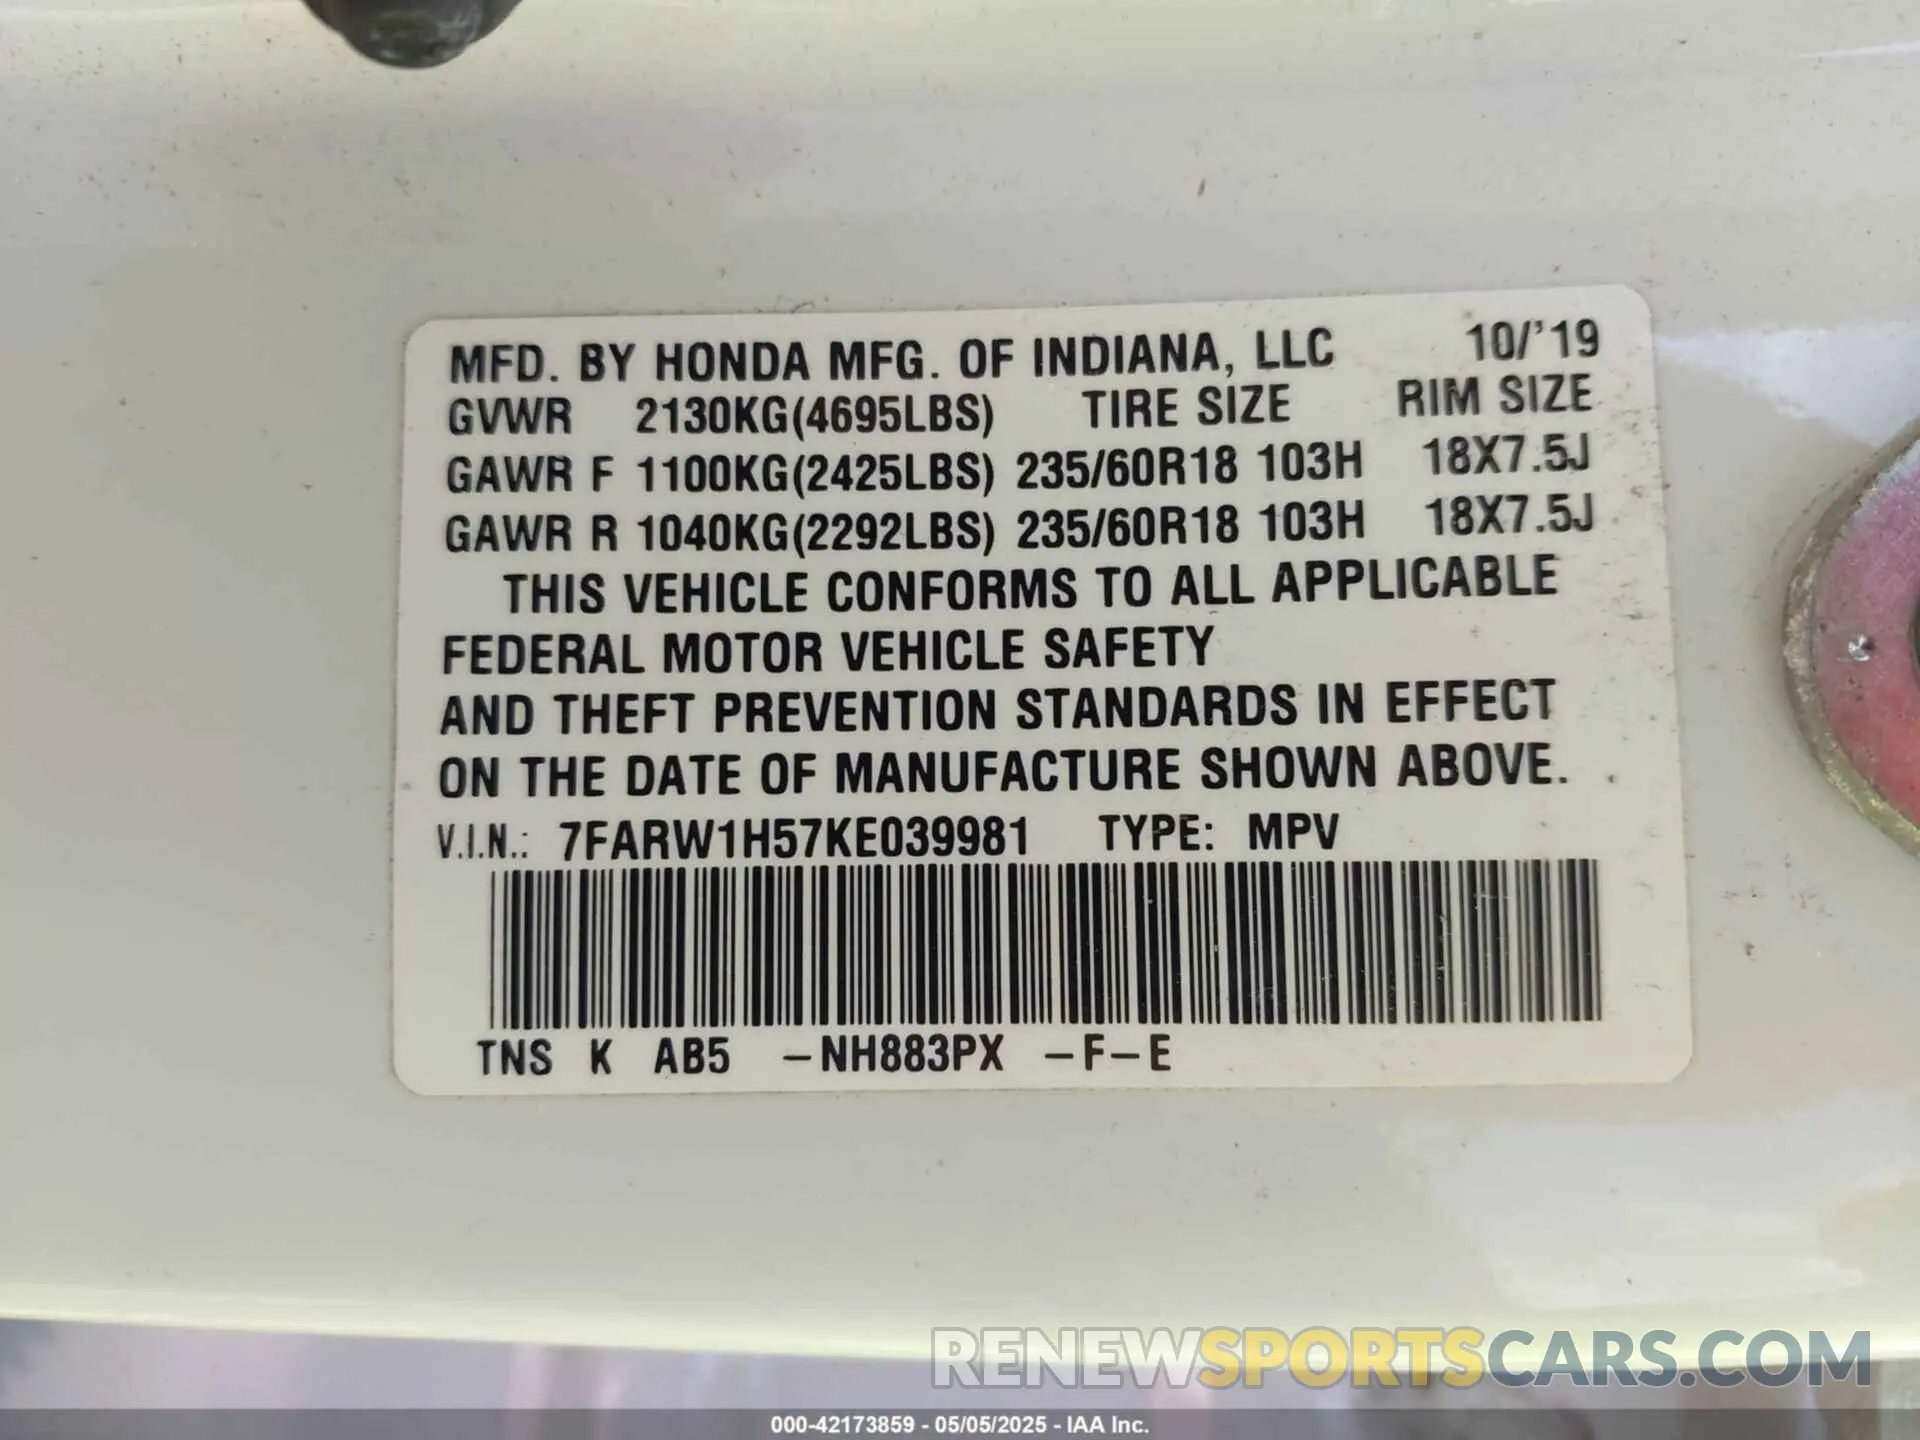 MFD. BY HONDA MFG. OF INDIANA, LLC 10/'19
GVWR 2130KG(4695LBS) TIRE SIZE RIM SIZE
GAWR F 1100KG(2425LBS) 235/60R18 103H 18X7.5J
GAWR R 1040KG(2292LBS) 235/60R18 103H 18X7.5J
THIS VEHICLE CONFORMS TO ALL APPLICABLE
FEDERAL MOTOR VEHICLE SAFETY
AND THEFT PREVENTION STANDARDS IN EFFECT
ON THE DATE OF MANUFACTURE SHOWN ABOVE.
V.I.N.: 7FARW1H57KE039981 TYPE: MPV
TNS K AB5 -NH883PX -F-E
RENEWSPORTSCARS.COM
000-42173859 - 05/05/2025 - IAA Inc.